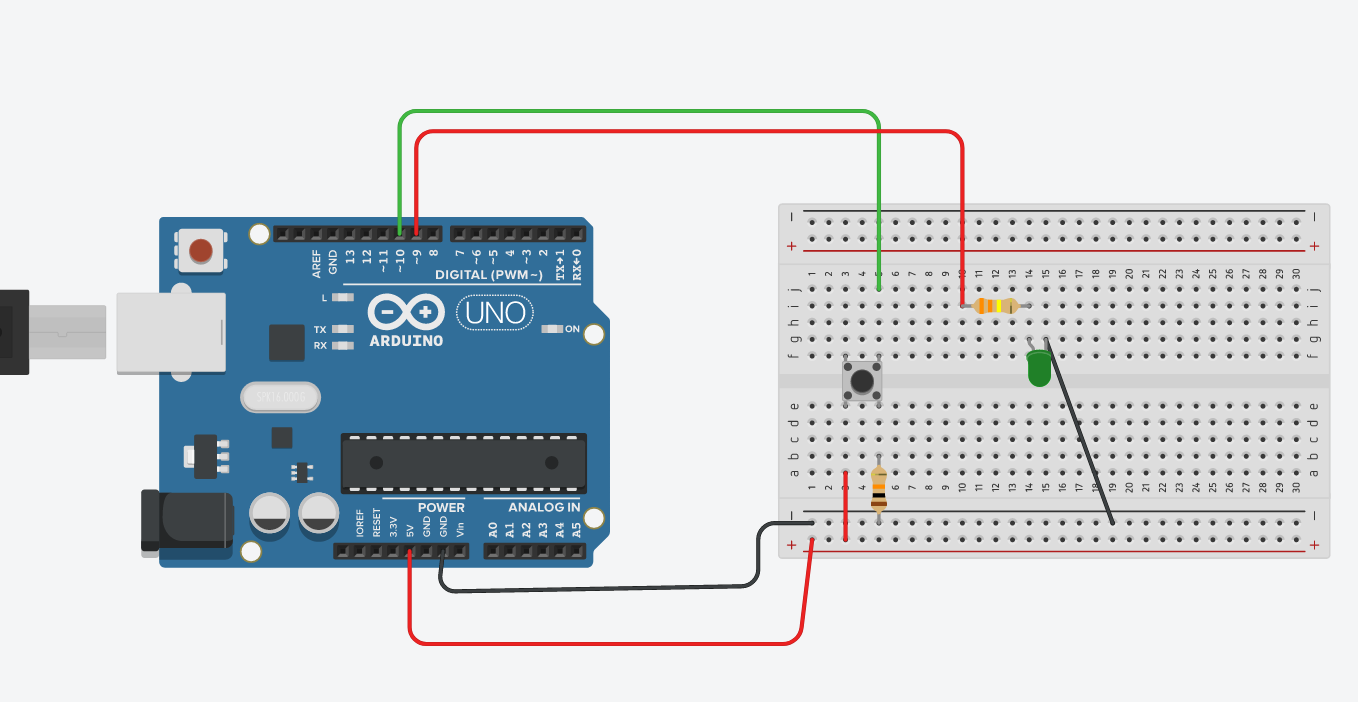 − −
+ +
1 2 3 4 5 6 7 8 9 10 11 12 13 14 15 16 17 18 19 20 21 22 23 24 25 26 27 28 29 30
AREF GND 13 12 ~11 ~10 ~9 8 7 ~6 ~5 4 ~3 2 TX→1 RX←0
DIGITAL (PWM~)
j j
i i
h h
g g
f f
L
TX
RX
UNO
ON
ARDUINO
e e
d d
c c
b b
a a
1 2 3 4 5 6 7 8 9 10 11 12 13 14 15 16 17 18 19 20 21 22 23 24 25 26 27 28 29 30
POWER ANALOG IN
IOREF RESET 3.3V 5V GND GND Vin A0 A1 A2 A3 A4 A5
− −
+ +